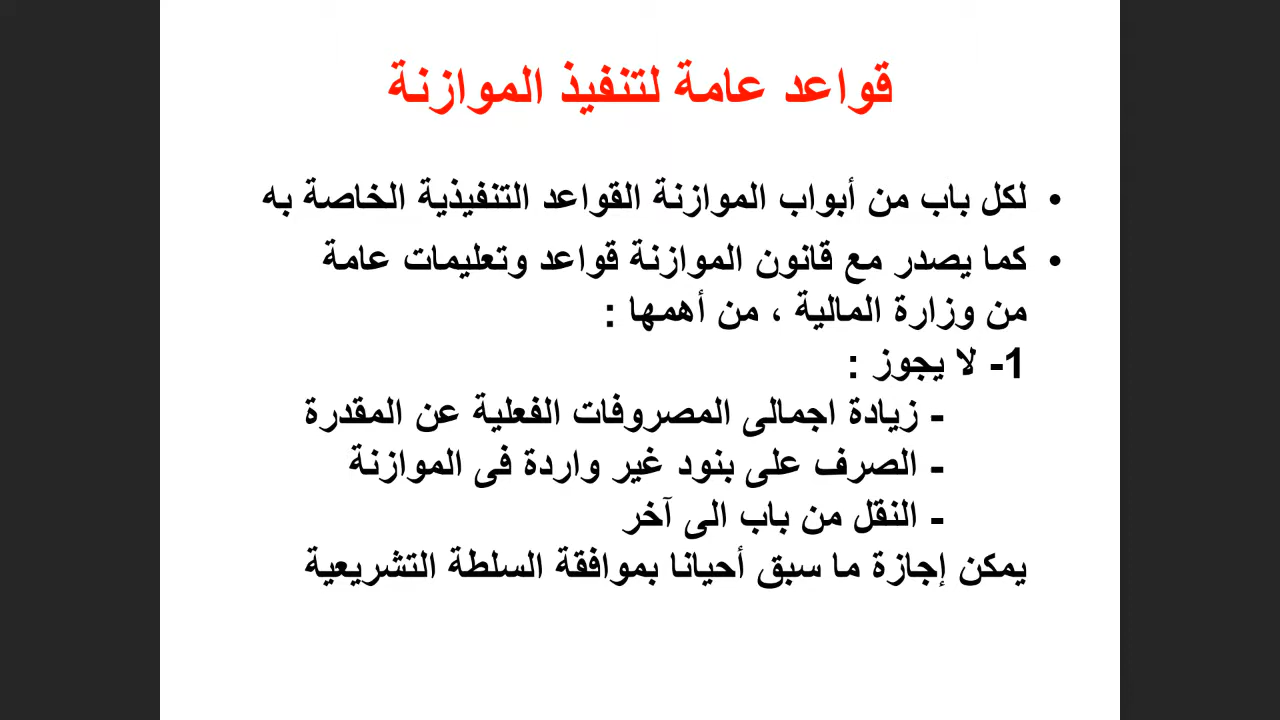 قواعد عامة لتنفيذ الموازنة
• لكل باب من أبواب الموازنة القواعد التنفيذية الخاصة به
• كما يصدر مع قانون الموازنة قواعد وتعليمات عامة
من وزارة المالية ، من أهمها :
1- لا يجوز :
- زيادة اجمالى المصروفات الفعلية عن المقدرة
- الصرف على بنود غير واردة فى الموازنة
- النقل من باب الى آخر
يمكن إجازة ما سبق أحيانا بموافقة السلطة التشريعية